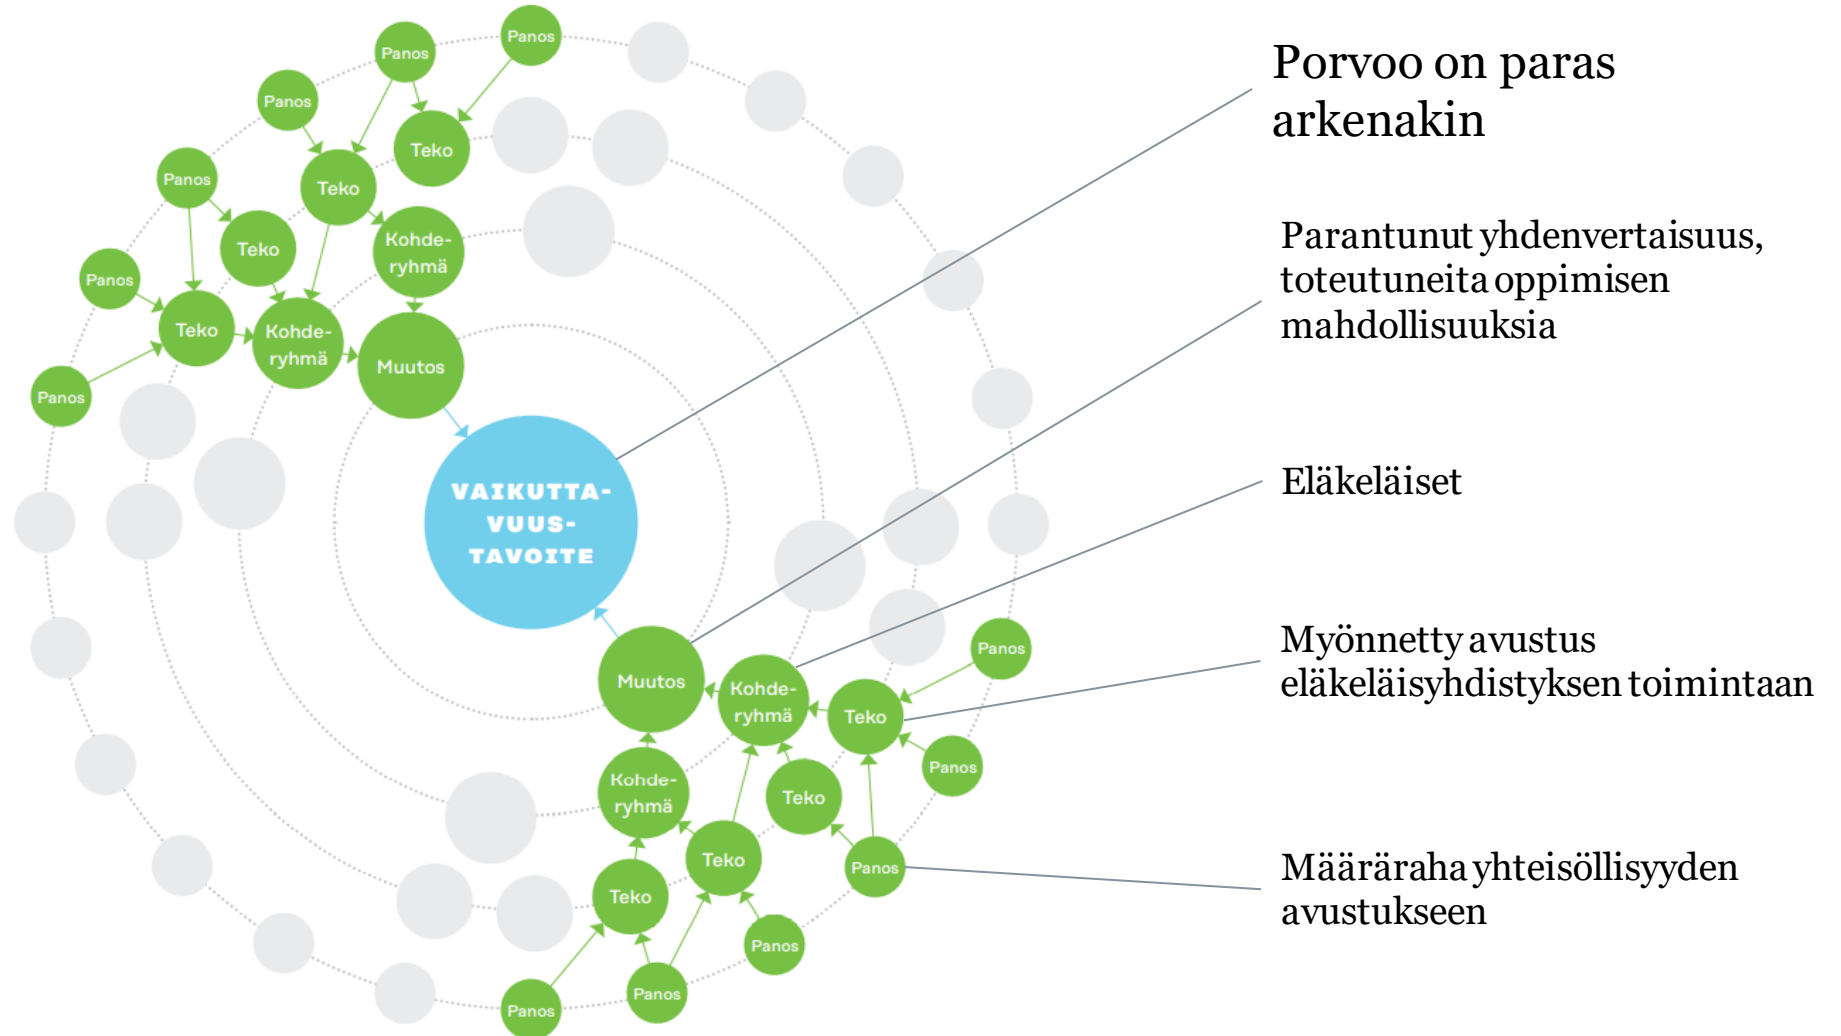 Panos
Panos
Panos
Teko
Panos
Teko
Teko
Panos
Kohde-
ryhmä
Teko
Kohde-
ryhmä
Muutos
Panos
VAIKUTTA-
VUUS-
TAVOITE
Muutos
Kohde-
ryhmä
Teko
Panos
Panos
Kohde-
ryhmä
Teko
Teko
Panos
Teko
Panos
Panos
Panos
Porvoo on paras
arkenakin
Parantunut yhdenvertaisuus,
toteutuneita oppimisen
mahdollisuuksia
Eläkeläiset
Myönnetty avustus
eläkeläisyhdistyksen toimintaan
Määräraha yhteisöllisyyden
avustukseen